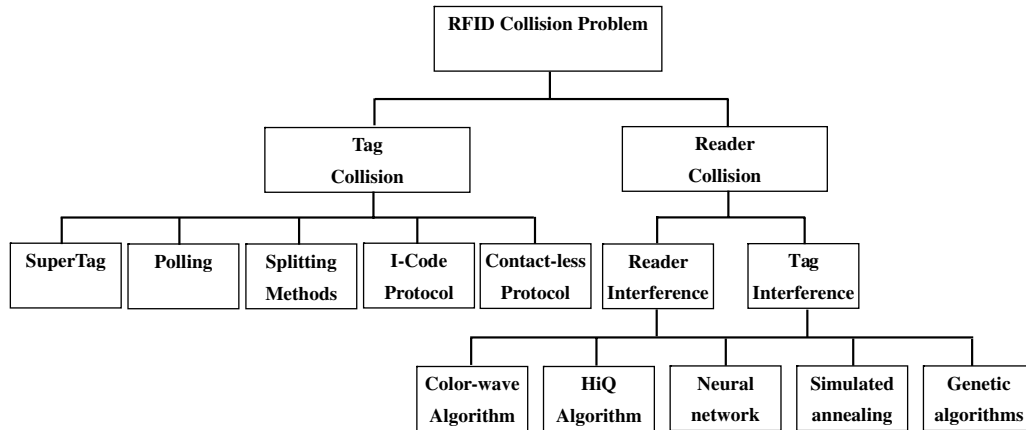 RFID Collision Problem
Tag
Collision
Reader
Collision
SuperTag
Polling
Splitting
Methods
I-Code
Protocol
Contact-less
Protocol
Reader
Interference
Tag
Interference
Color-wave
Algorithm
HiQ
Algorithm
Neural
network
Simulated
annealing
Genetic
algorithms